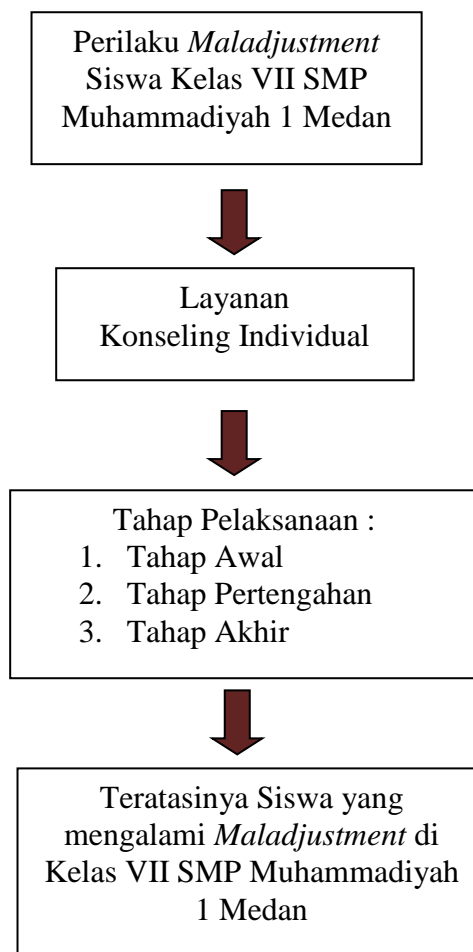 Perilaku Maladjustment
Siswa Kelas VII SMP
Muhammadiyah 1 Medan
Layanan
Konseling Individual
Tahap Pelaksanaan :
1. Tahap Awal
2. Tahap Pertengahan
3. Tahap Akhir
Teratasinya Siswa yang
mengalami Maladjustment di
Kelas VII SMP Muhammadiyah
1 Medan